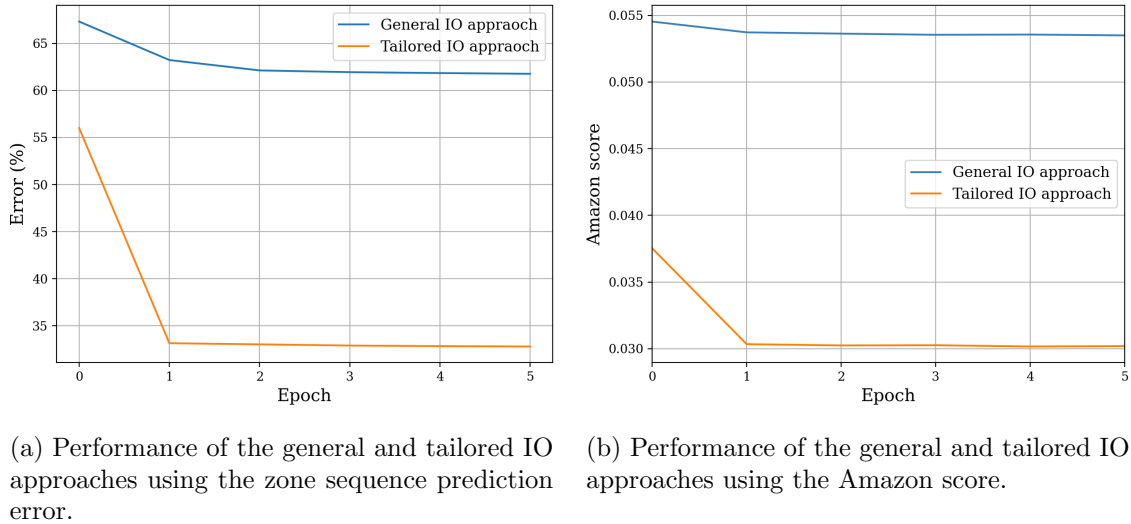 General IO appraoch
Tailored IO appraoch
65
60
55
50
45
40
35
Error (%)
0 1 2 3 4 5
Epoch
0.055
0.050
0.045
0.040
0.035
0.030
Amazon score
General IO approach
Tailored IO approach
0 1 2 3 4 5
Epoch
(a) Performance of the general and tailored IO
approaches using the zone sequence prediction
error.
(b) Performance of the general and tailored IO
approaches using the Amazon score.